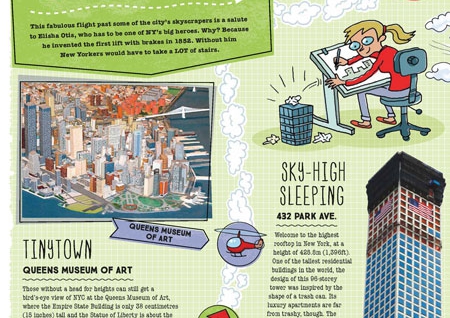 This fabulous flight past some of the city's skyscrapers is a salute
to Elisha Otis, who has to be one of NY's big heroes. Why? Because
he invented the first lift with brakes in 1852. Without him
New Yorkers would have to take a LOT of stairs.
QUEENS MUSEUM
OF ART
TINYTOWN
QUEENS MUSEUM OF ART
Those without a head for heights can still get a
bird's-eye view of NYC at the Queens Museum of Art,
where the Empire State Building is only 38 centimetres
(15 inches) tall and the Statue of Liberty is about the
SKY-HIGH
SLEEPING
432 PARK AVE.
Welcome to the highest
rooftop in New York, at a
height of 425.5m (1,396ft).
One of the tallest residential
buildings in the world, the
design of this 96-storey
tower was inspired by the
shape of a trash can. Its
luxury apartments are far
from trashy, though. The